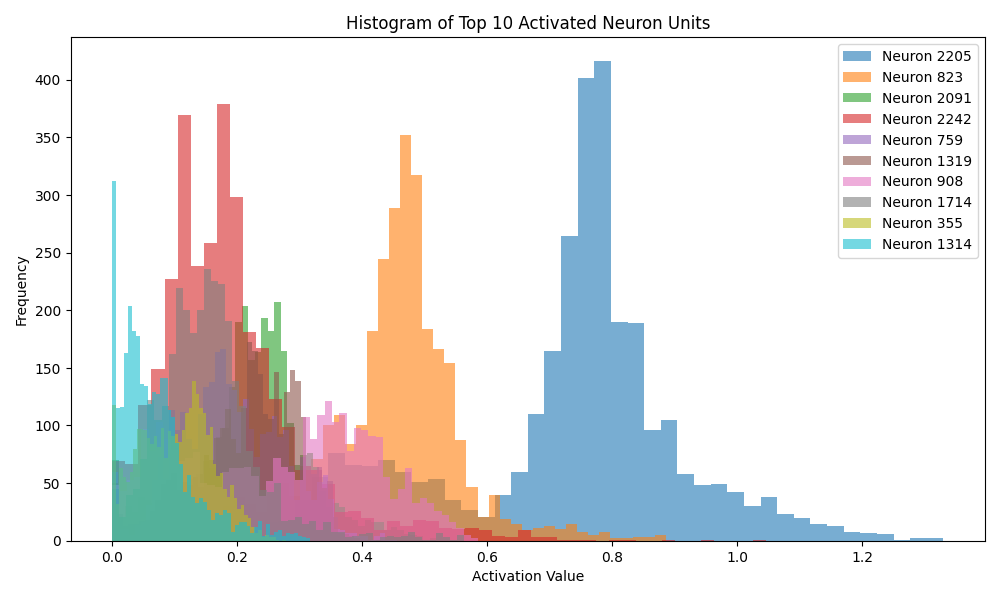 Histogram of Top 10 Activated Neuron Units
Neuron 2205
Neuron 823
Neuron 2091
Neuron 2242
Neuron 759
Neuron 1319
Neuron 908
Neuron 1714
Neuron 355
Neuron 1314
Frequency
400
350
300
250
200
150
100
50
0
0.0 0.2 0.4 0.6 0.8 1.0 1.2
Activation Value